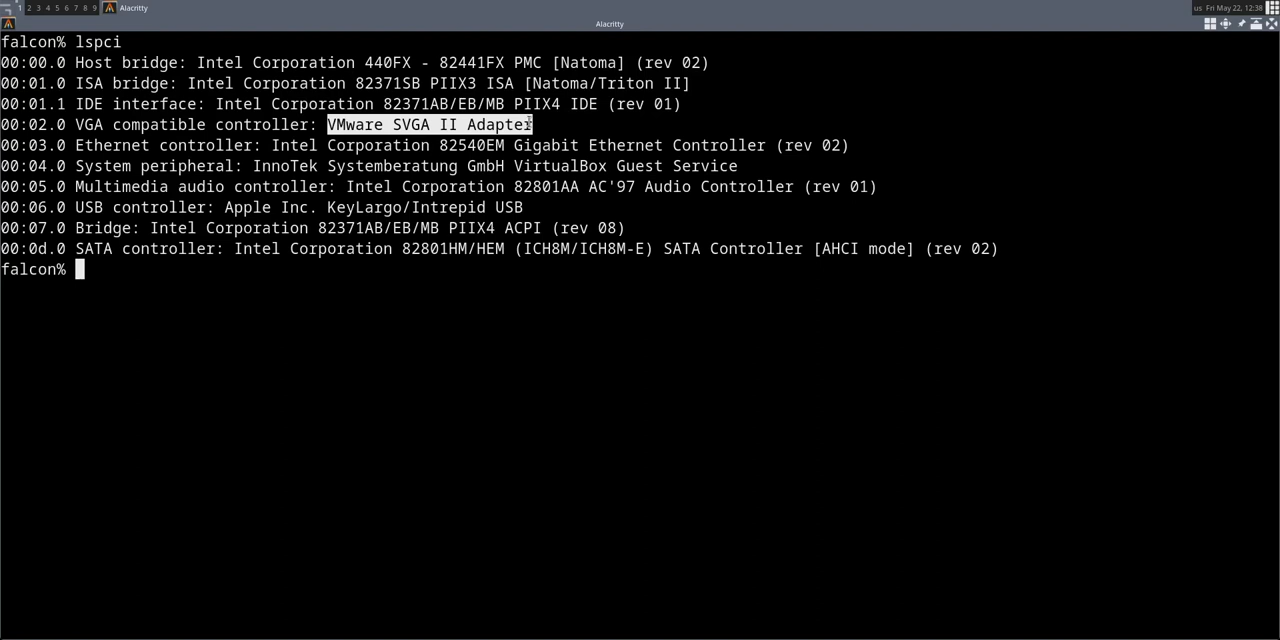 1 2 3 4 5 6 7 8 9 Alacritty us Fri May 22, 12:38
Alacritty
falcon% lspci
00:00.0 Host bridge: Intel Corporation 440FX - 82441FX PMC [Natoma] (rev 02)
00:01.0 ISA bridge: Intel Corporation 82371SB PIIX3 ISA [Natoma/Triton II]
00:01.1 IDE interface: Intel Corporation 82371AB/EB/MB PIIX4 IDE (rev 01)
00:02.0 VGA compatible controller: VMware SVGA II Adapter
00:03.0 Ethernet controller: Intel Corporation 82540EM Gigabit Ethernet Controller (rev 02)
00:04.0 System peripheral: InnoTek Systemberatung GmbH VirtualBox Guest Service
00:05.0 Multimedia audio controller: Intel Corporation 82801AA AC'97 Audio Controller (rev 01)
00:06.0 USB controller: Apple Inc. KeyLargo/Intrepid USB
00:07.0 Bridge: Intel Corporation 82371AB/EB/MB PIIX4 ACPI (rev 08)
00:0d.0 SATA controller: Intel Corporation 82801HM/HEM (ICH8M/ICH8M-E) SATA Controller [AHCI mode] (rev 02)
falcon%